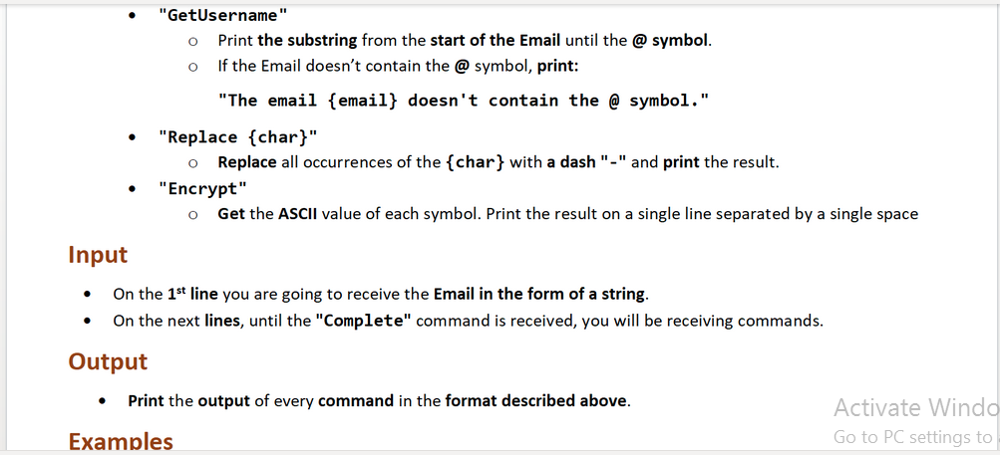 • "GetUsername"
o Print the substring from the start of the Email until the @ symbol.
o If the Email doesn’t contain the @ symbol, print:
"The email {email} doesn't contain the @ symbol."
• "Replace {char}"
o Replace all occurrences of the {char} with a dash "-" and print the result.
• "Encrypt"
o Get the ASCII value of each symbol. Print the result on a single line separated by a single space
Input
• On the 1st line you are going to receive the Email in the form of a string.
• On the next lines, until the "Complete" command is received, you will be receiving commands.
Output
• Print the output of every command in the format described above.
Activate Windo
Go to PC settings to
Examples